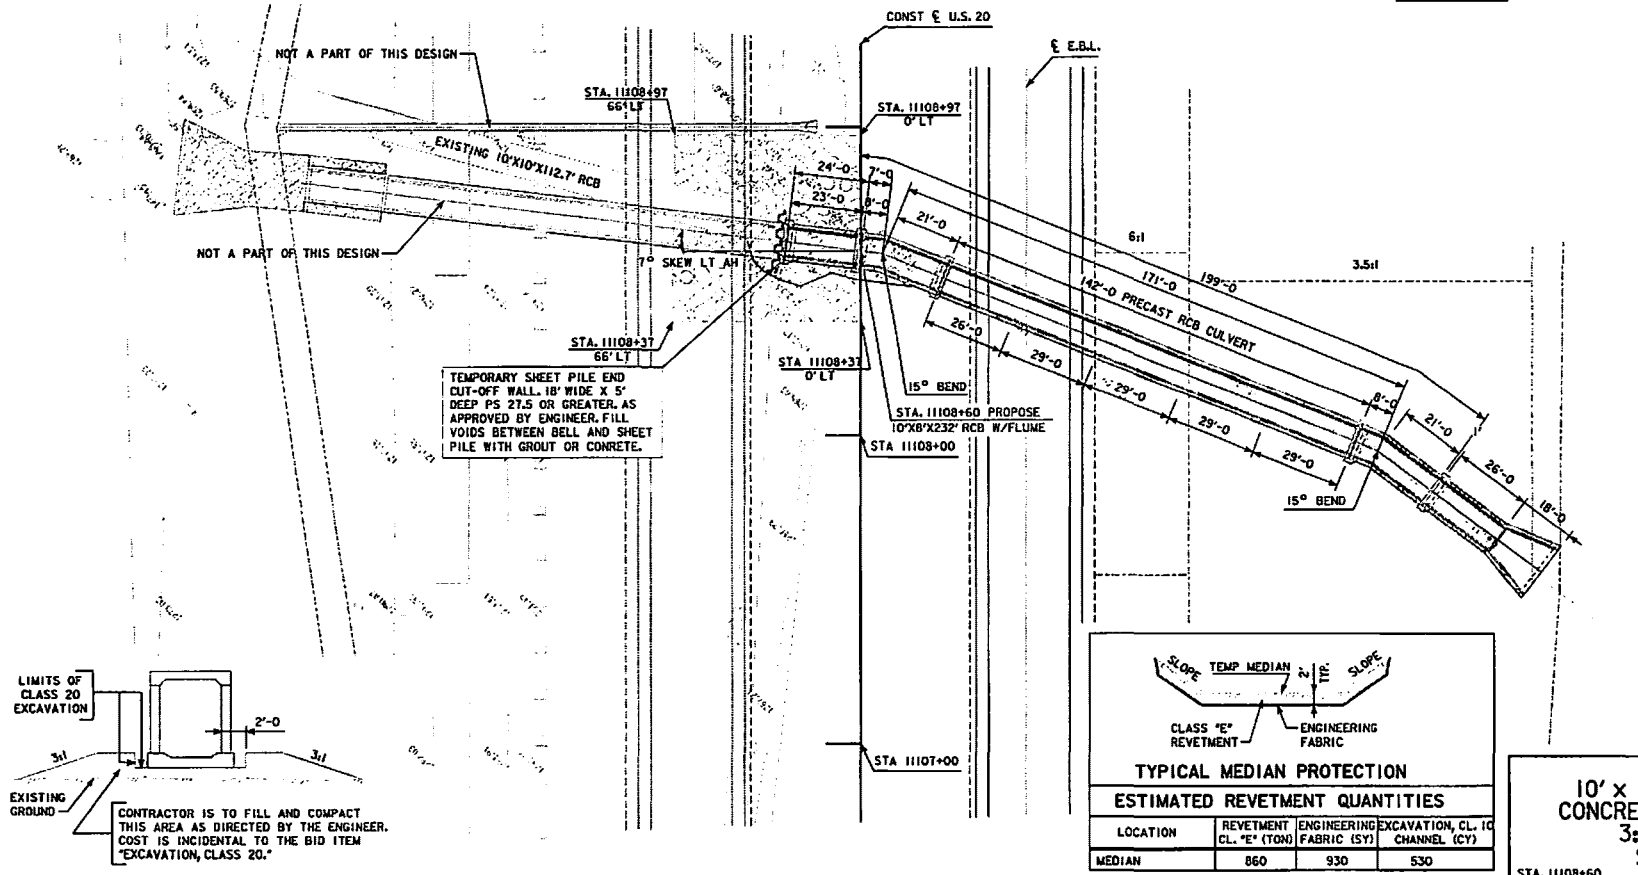 CONST ℄ U.S. 20
℄ E.B.L.
NOT A PART OF THIS DESIGN
STA. 11108+97
66' LT
STA. 11108+97
0' LT
EXISTING 10'X10'X112.7' RCB
24'-0
7'-0
23'-0
8'-0
21'-0
6:1
3.5:1
199'-0
171'-0
142'-0 PRECAST RCB CULVERT
NOT A PART OF THIS DESIGN
7° SKEW LT AH
STA. 11108+37
66' LT
STA 11108+37
0' LT
26'-0
29'-0
29'-0
29'-0
29'-0
15° BEND
STA. 11108+60 PROPOSE
10'X8'X232' RCB W/FLUME
TEMPORARY SHEET PILE END
CUT-OFF WALL. 18' WIDE X 5'
DEEP PS 27.5 OR GREATER. AS
APPROVED BY ENGINEER. FILL
VOIDS BETWEEN BELL AND SHEET
PILE WITH GROUT OR CONRETE.
STA 11108+00
8'-0
21'-0
1'
26'-0
18'-0
15° BEND
LIMITS OF
CLASS 20
EXCAVATION
2'-0
3:1
3:1
EXISTING
GROUND
CONTRACTOR IS TO FILL AND COMPACT
THIS AREA AS DIRECTED BY THE ENGINEER.
COST IS INCIDENTAL TO THE BID ITEM
"EXCAVATION, CLASS 20."
STA 11107+00
SLOPE
TEMP MEDIAN
2'
TYP.
SLOPE
CLASS "E"
REVETMENT
ENGINEERING
FABRIC
TYPICAL MEDIAN PROTECTION
ESTIMATED REVETMENT QUANTITIES
LOCATION
REVETMENT
CL. "E" (TON)
ENGINEERING
FABRIC (SY)
EXCAVATION, CL. 10
CHANNEL (CY)
MEDIAN 860 930 530
10' x
CONCRE
3:
STA. 11108+60